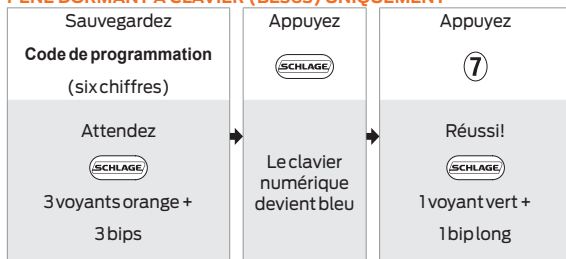 PÊNE DORMANT À CLAVIER (BE365) UNIQUEMENT
Sauvegardez
Code de programmation
(six chiffres)
Attendez
SCHLAGE
3 voyants orange +
3 bips
Appuyez
SCHLAGE
Le clavier
numérique
devient bleu
Appuyez
7
Réussi!
SCHLAGE
1 voyant vert +
1 bip long